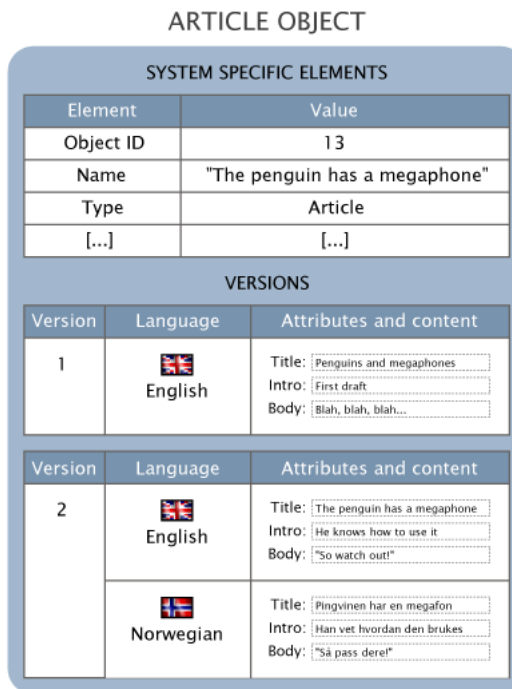 ARTICLE OBJECT
SYSTEM SPECIFIC ELEMENTS
Element Value
Object ID 13
Name "The penguin has a megaphone"
Type Article
[...] [...]
VERSIONS
Version Language Attributes and content
1 English
Title: Penguins and megaphones
Intro: First draft
Body: Blah, blah, blah...
Version Language Attributes and content
2 English
Title: The penguin has a megaphone
Intro: He knows how to use it
Body: "So watch out!"
Norwegian
Title: Pingvinen har en megafon
Intro: Han vet hvordan den brukes
Body: "Så pass dere!"